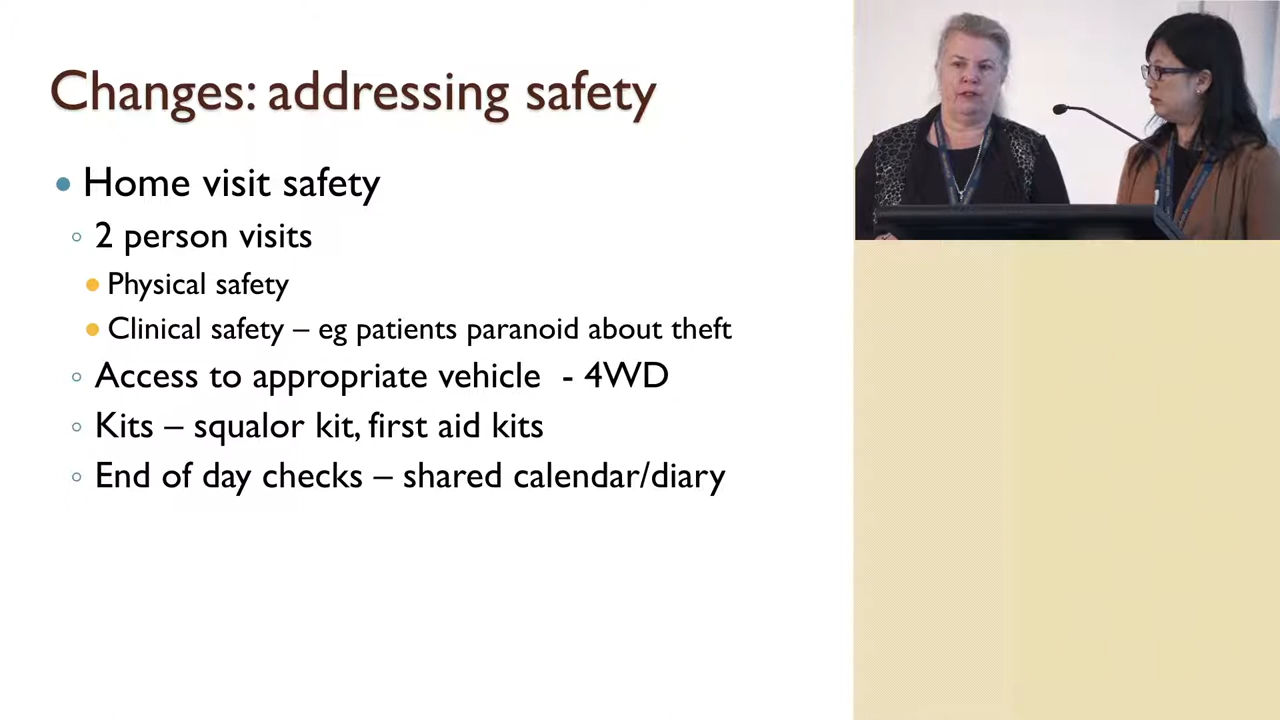 Changes: addressing safety
Home visit safety
2 person visits
Physical safety
Clinical safety – eg patients paranoid about theft
Access to appropriate vehicle - 4WD
Kits – squalor kit, first aid kits
End of day checks – shared calendar/diary